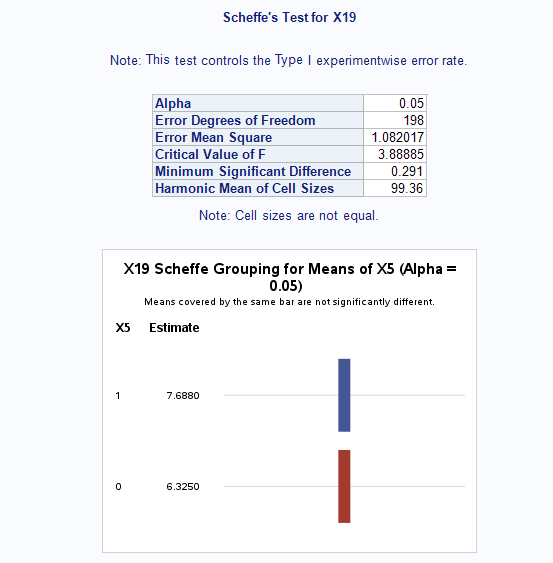 Scheffe's Test for X19
Note: This test controls the Type I experimentwise error rate.
Alpha 0.05
Error Degrees of Freedom 198
Error Mean Square 1.082017
Critical Value of F 3.88885
Minimum Significant Difference 0.291
Harmonic Mean of Cell Sizes 99.36
Note: Cell sizes are not equal.
X19 Scheffe Grouping for Means of X5 (Alpha =
0.05)
Means covered by the same bar are not significantly different.
X5 Estimate
1 7.6880
0 6.3250